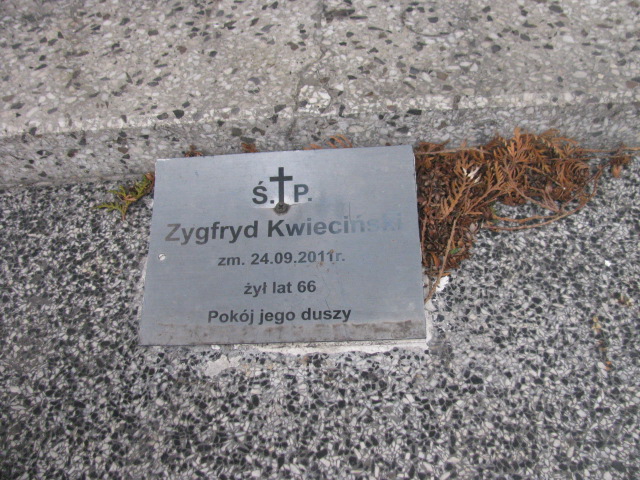 Ś.†P.
Zygfryd Kwieciński
zm. 24.09.2011r.
żył lat 66
Pokój jego duszy